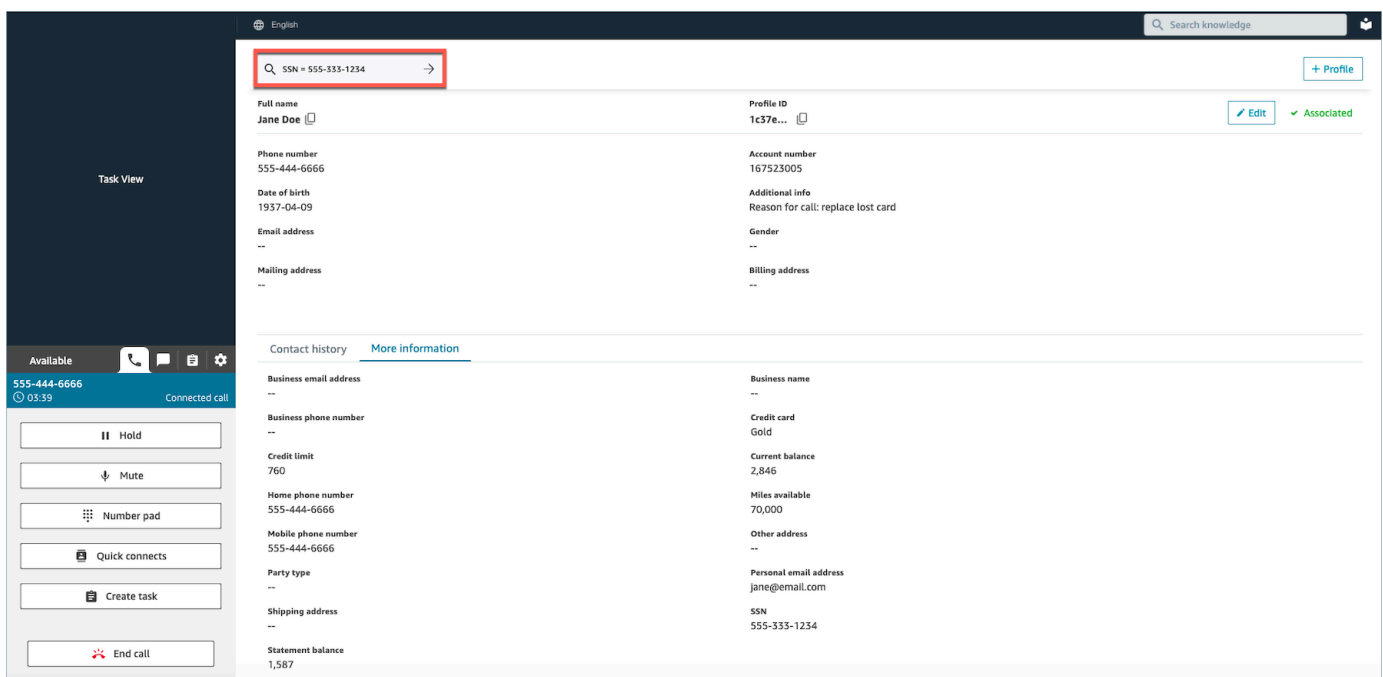 English
Search knowledge
SSN = 555-333-1234
+ Profile
Full name
Jane Doe
Profile ID
1c37e...
Edit
Associated
Phone number
555-444-6666
Account number
167523005
Date of birth
1937-04-09
Additional info
Reason for call: replace lost card
Email address
--
Gender
--
Mailing address
--
Billing address
--
Task View
Available
555-444-6666
03:39 Connected call
Hold
Mute
Number pad
Quick connects
Create task
End call
Contact history More information
Business email address
--
Business name
--
Business phone number
--
Credit card
Gold
Credit limit
760
Current balance
2,846
Home phone number
555-444-6666
Miles available
70,000
Mobile phone number
555-444-6666
Other address
--
Party type
--
Personal email address
jane@email.com
Shipping address
--
SSN
555-333-1234
Statement balance
1,587